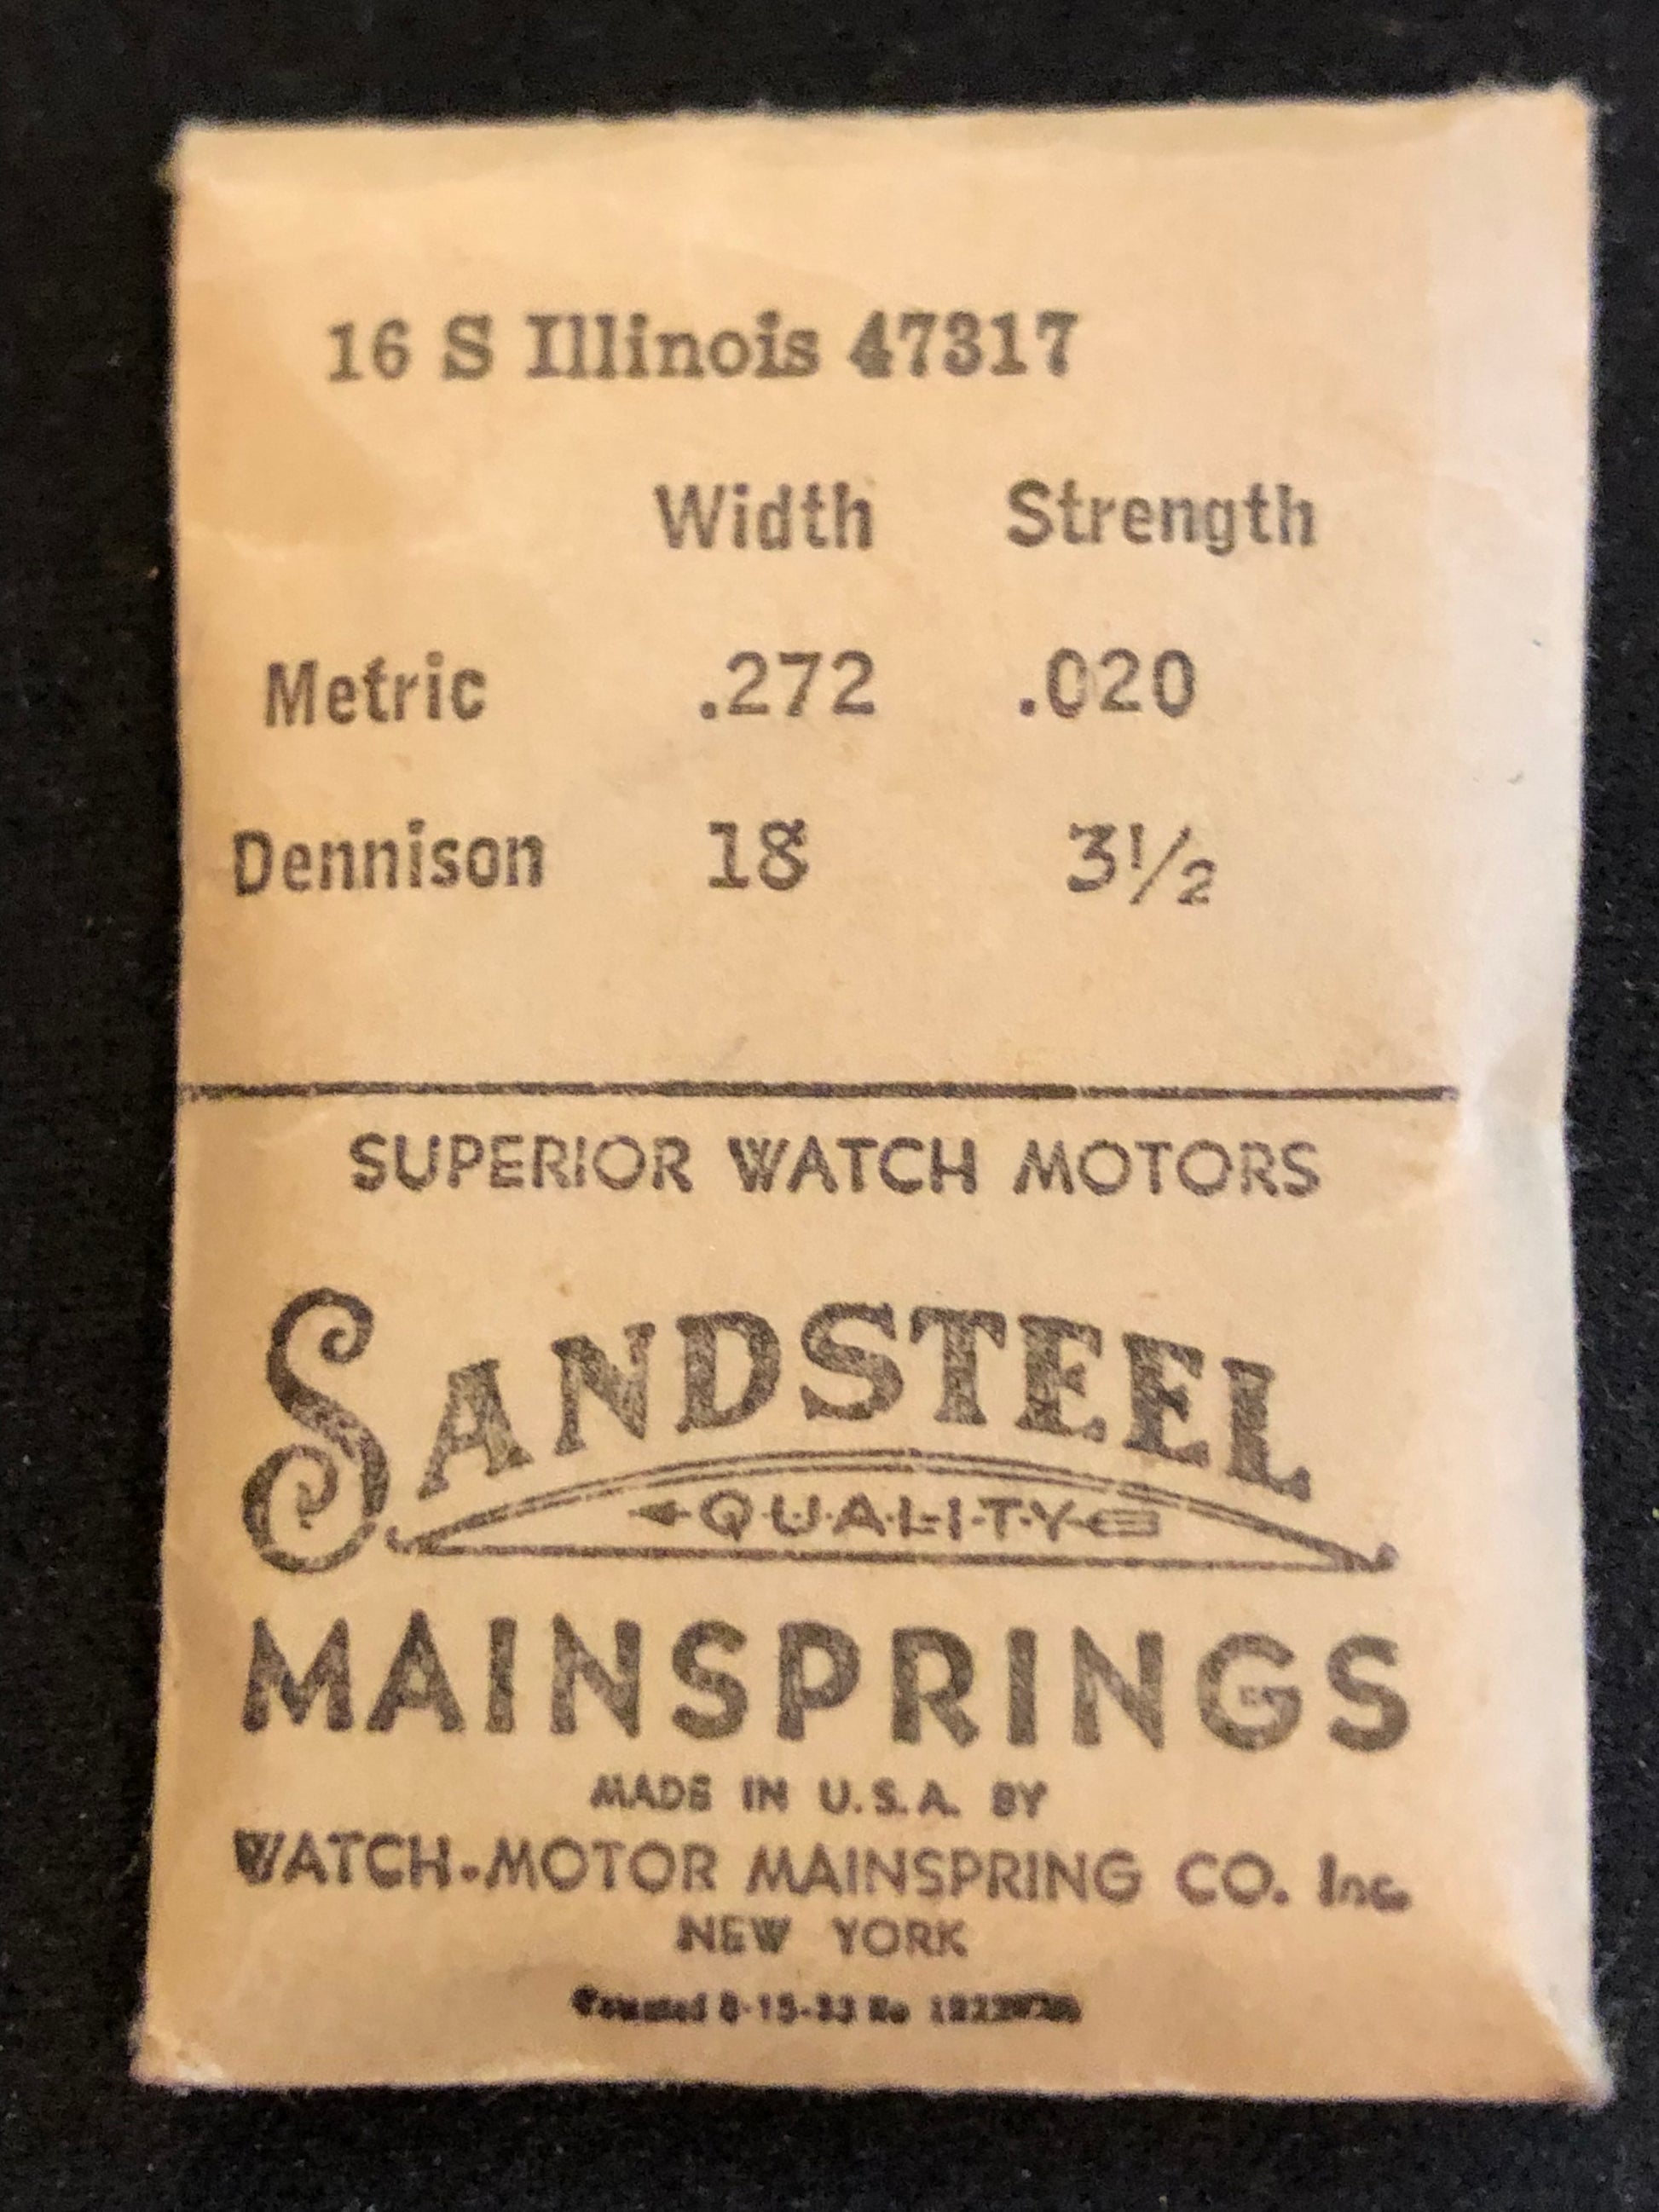 16 S Illinois 47317
Width Strength
Metric .272 .020
Dennison 18 3½
SUPERIOR WATCH MOTORS
SANDSTEEL
QUALITY
MAINSPRINGS
MADE IN U.S.A. BY
WATCH-MOTOR MAINSPRING CO. Inc.
NEW YORK